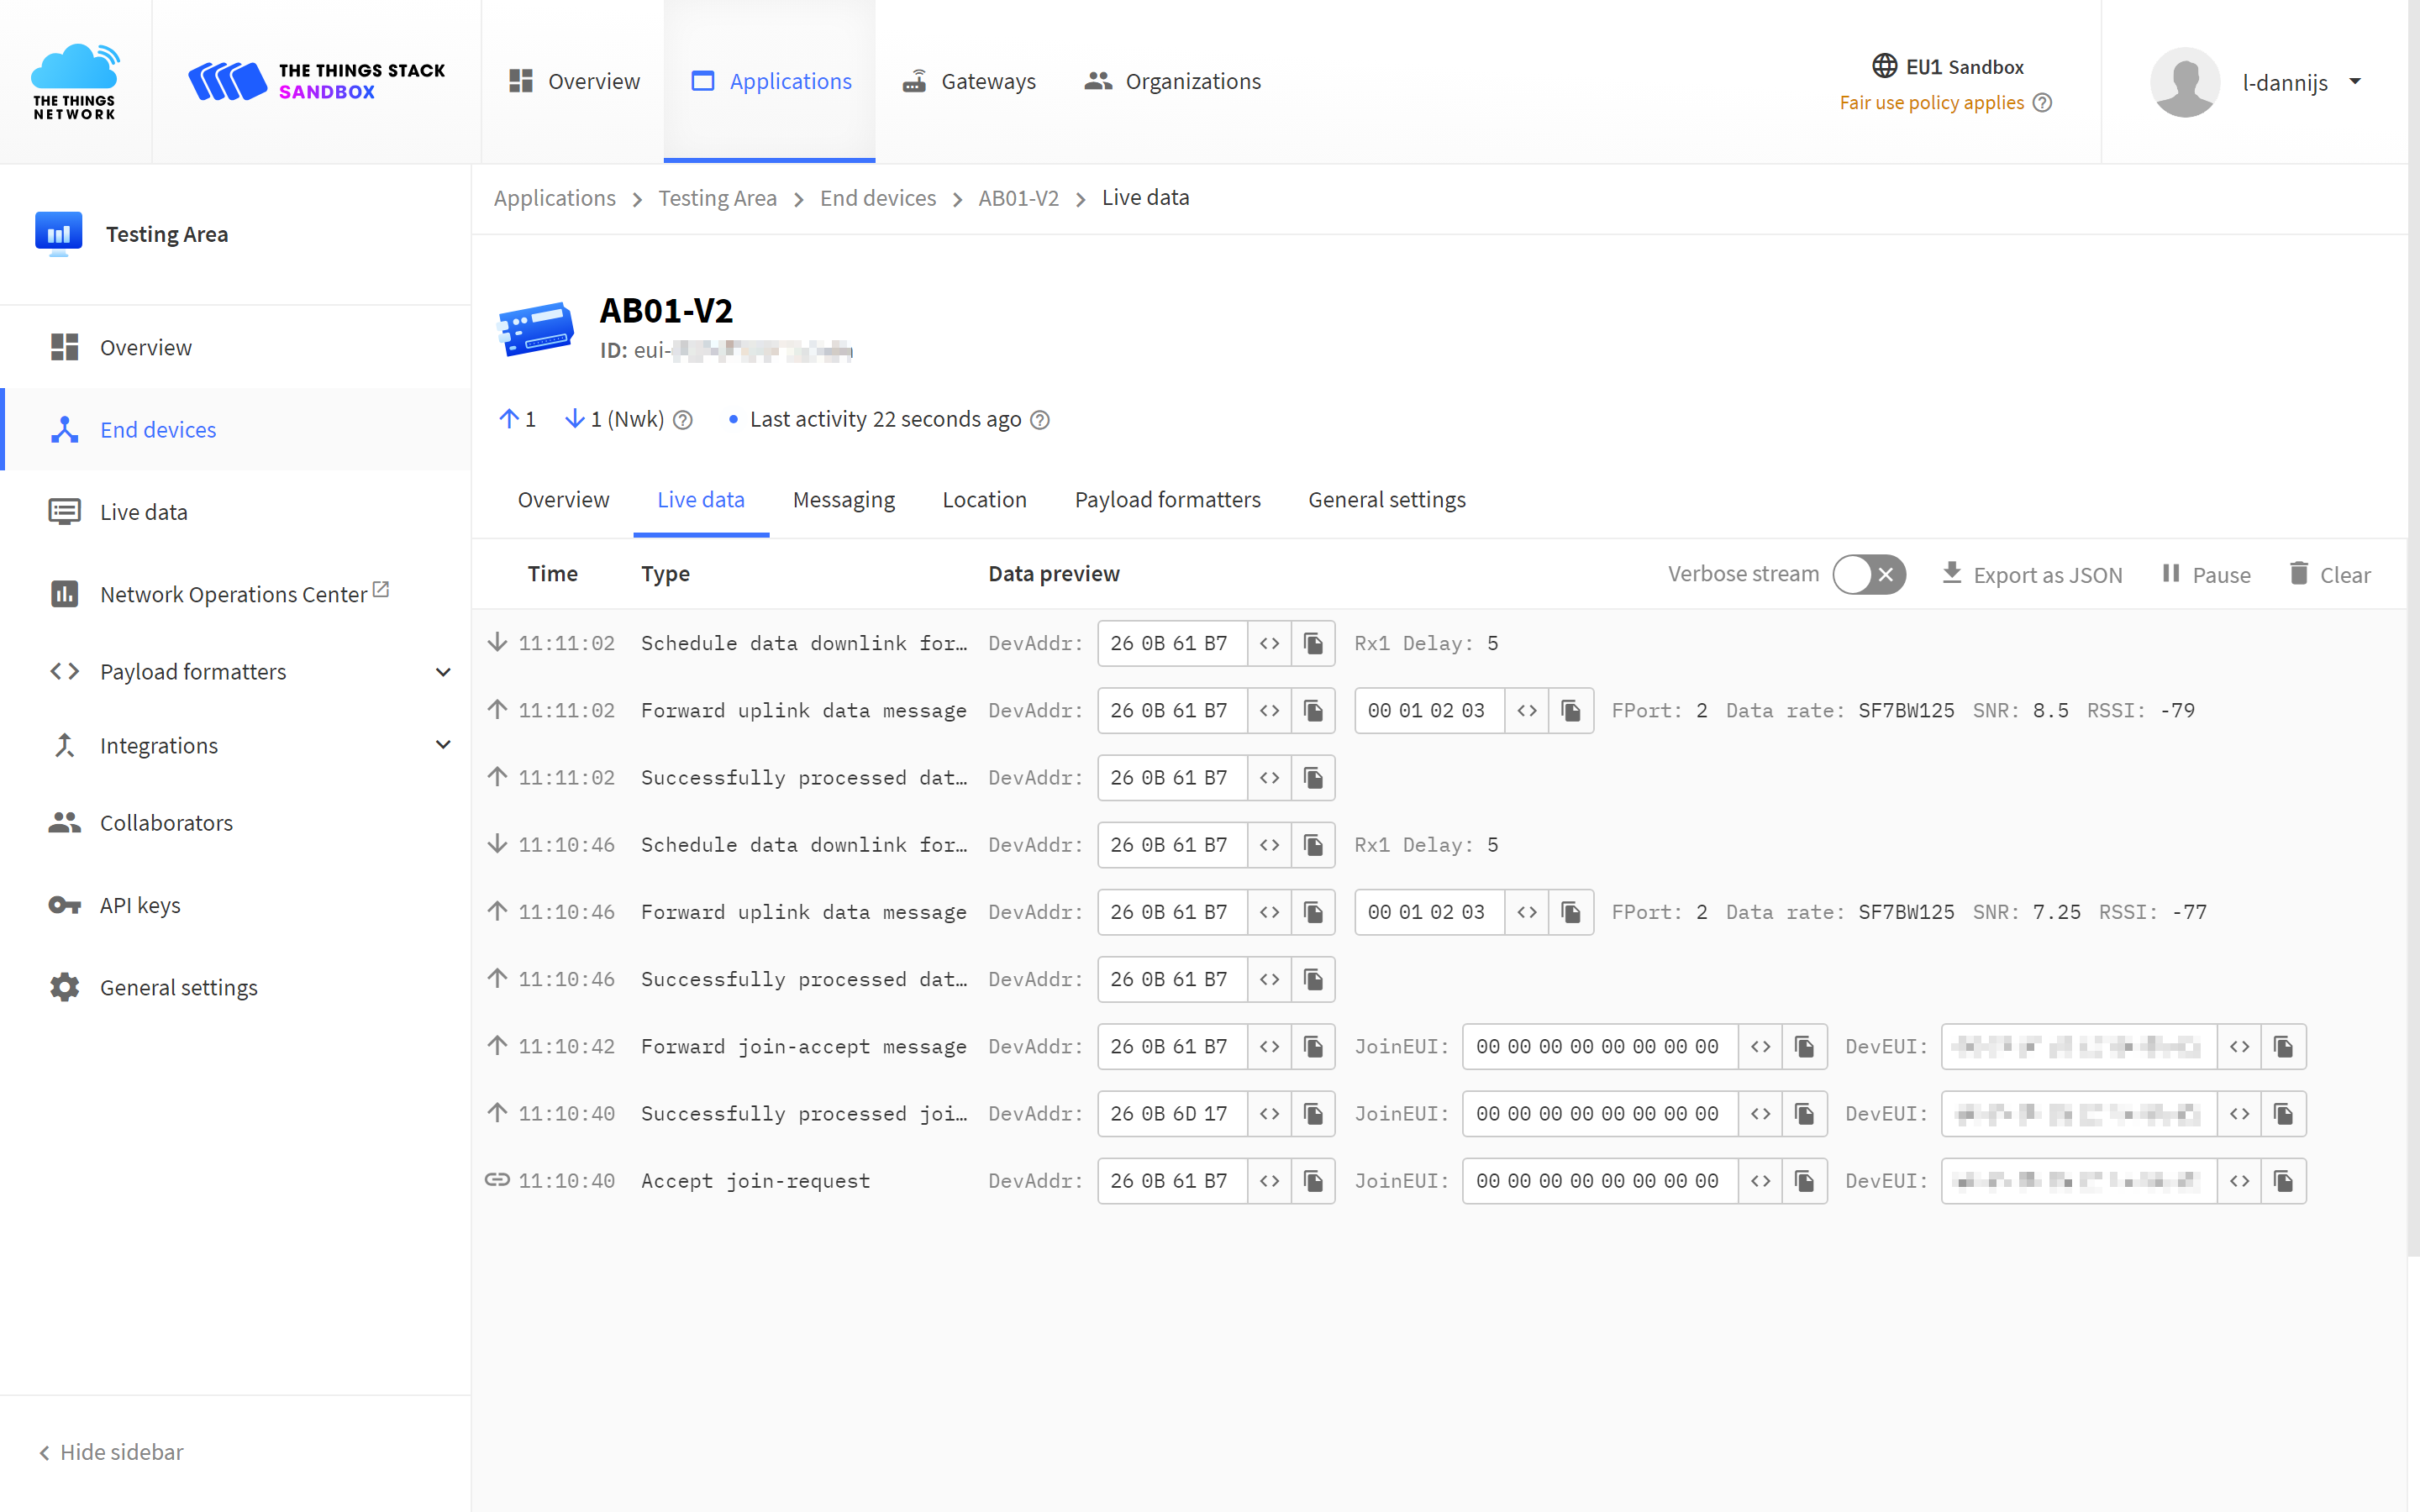 THE THINGS NETWORK
THE THINGS STACK
SANDBOX
Overview
Applications
Gateways
Organizations
EU1 Sandbox
Fair use policy applies
l-dannijs
Testing Area
Overview
End devices
Live data
Network Operations Center
Payload formatters
Integrations
Collaborators
API keys
General settings
Hide sidebar
Applications > Testing Area > End devices > AB01-V2 > Live data
AB01-V2
ID: eui-
1 1 (Nwk) • Last activity 22 seconds ago
Overview Live data Messaging Location Payload formatters General settings
Time Type Data preview Verbose stream Export as JSON Pause Clear
11:11:02 Schedule data downlink for… DevAddr: 26 0B 61 B7 Rx1 Delay: 5
11:11:02 Forward uplink data message DevAddr: 26 0B 61 B7 00 01 02 03 FPort: 2 Data rate: SF7BW125 SNR: 8.5 RSSI: -79
11:11:02 Successfully processed dat… DevAddr: 26 0B 61 B7
11:10:46 Schedule data downlink for… DevAddr: 26 0B 61 B7 Rx1 Delay: 5
11:10:46 Forward uplink data message DevAddr: 26 0B 61 B7 00 01 02 03 FPort: 2 Data rate: SF7BW125 SNR: 7.25 RSSI: -77
11:10:46 Successfully processed dat… DevAddr: 26 0B 61 B7
11:10:42 Forward join-accept message DevAddr: 26 0B 61 B7 JoinEUI: 00 00 00 00 00 00 00 00 DevEUI:
11:10:40 Successfully processed joi… DevAddr: 26 0B 6D 17 JoinEUI: 00 00 00 00 00 00 00 00 DevEUI:
11:10:40 Accept join-request DevAddr: 26 0B 61 B7 JoinEUI: 00 00 00 00 00 00 00 00 DevEUI: